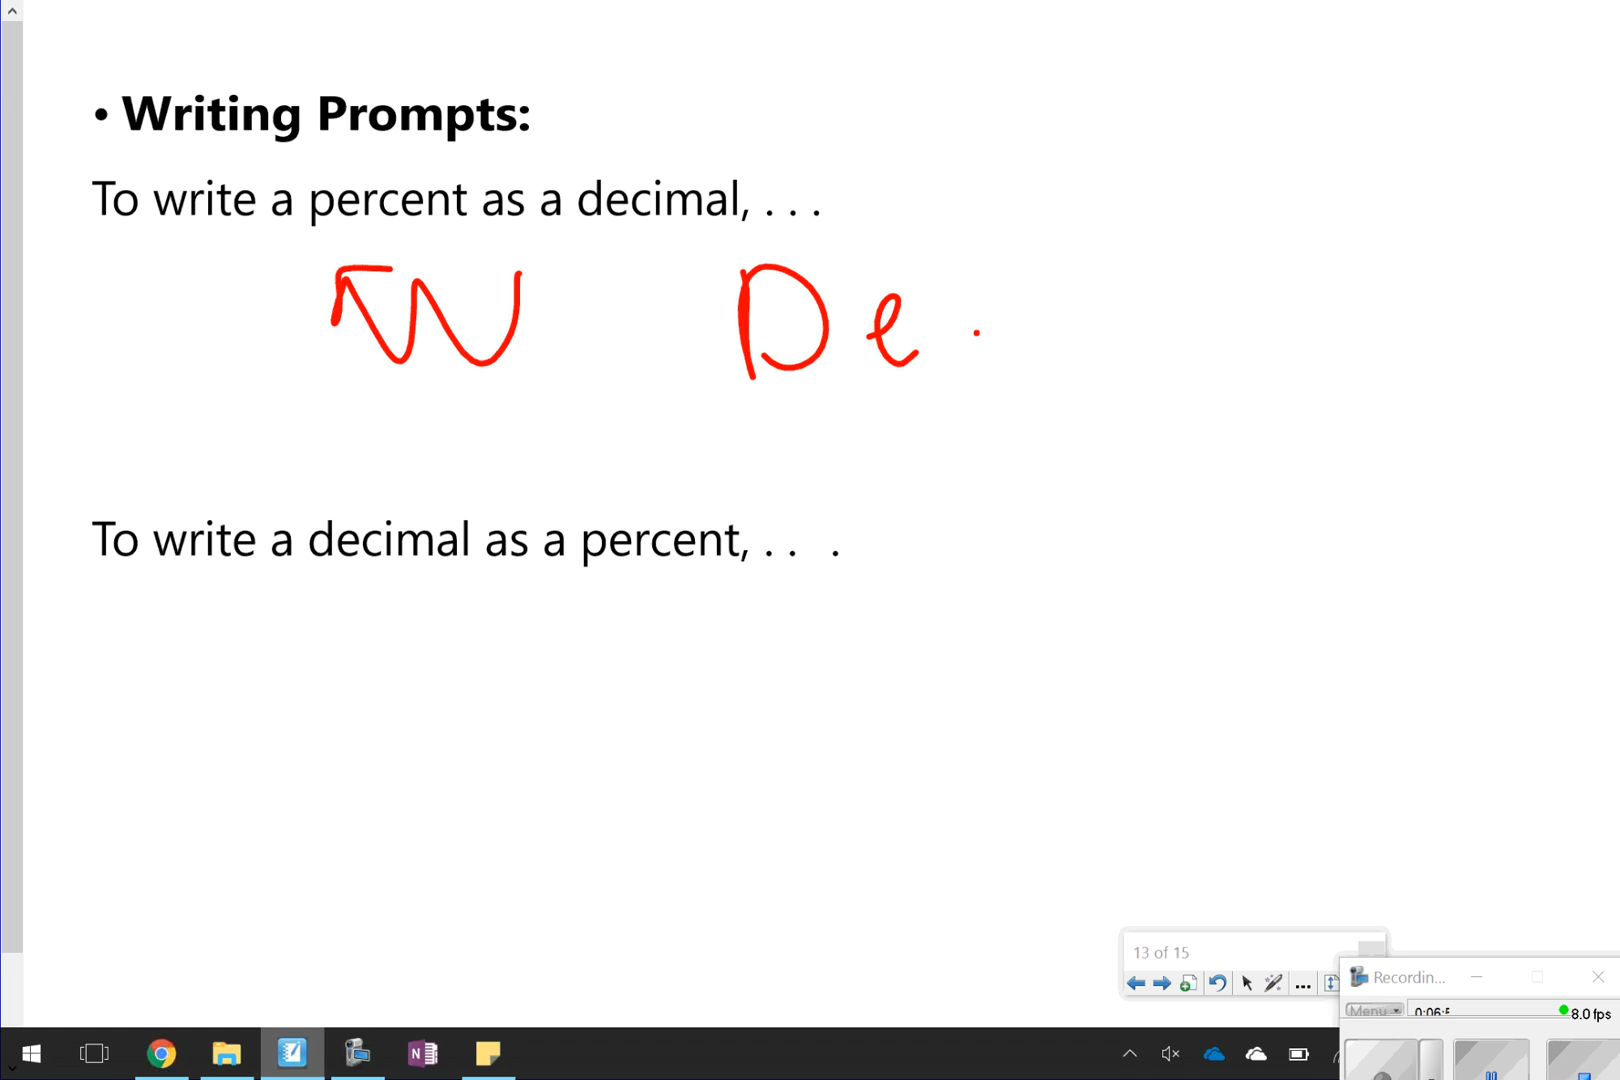 • Writing Prompts:
To write a percent as a decimal, . . .
De .
To write a decimal as a percent, . . .
13 of 15
Recordin...
Menu
8.0 fps